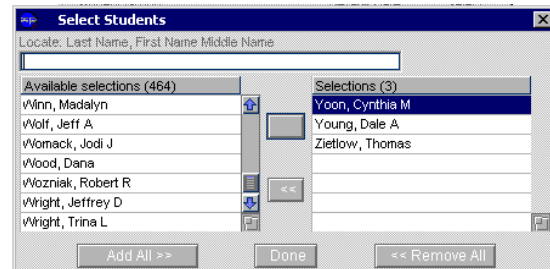 Select Students
Locate: Last Name, First Name Middle Name
Available selections (464)
Winn, Madalyn
Wolf, Jeff A
Womack, Jodi J
Wood, Dana
Wozniak, Robert R
Wright, Jeffrey D
Wright, Trina L
<<
Selections (3)
Yoon, Cynthia M
Young, Dale A
Zietlow, Thomas
Add All >>
Done
<< Remove All